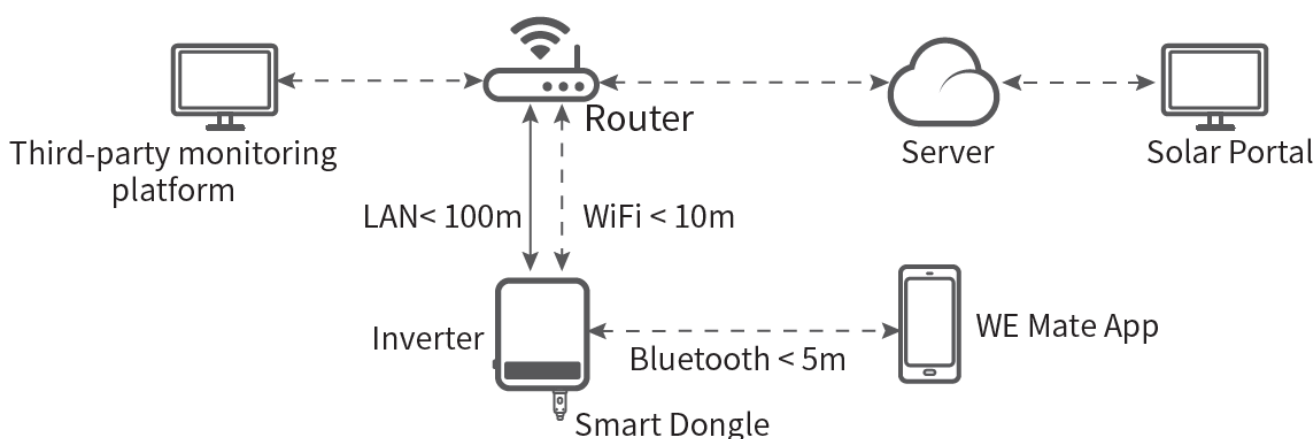 Router
Third-party monitoring
platform
Server
Solar Portal
LAN< 100m
WiFi < 10m
Inverter
WE Mate App
Bluetooth < 5m
Smart Dongle